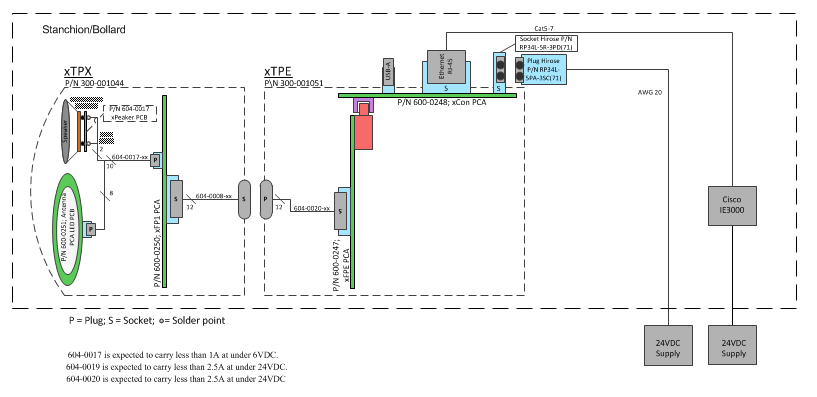 Stanchion/Bollard
Cat5-7
Socket Hirose P/N
RP34L-5R-3PD(71)
Plug Hirose
P/N RP34L-
5PA-3SC(71)
AWG 20
xTPX
P/N 300-001044
xTPE
P/N 300-001051
USB-A
Ethernet
RJ-45
S
S
P/N 600-0248; xCon PCA
P/N 604-0017
xPeaker PCB
Speaker
2
10
604-0017-xx
P
8
P/N 600-0251; Antenna
PCA LED PCB
P
P/N 600-0250; xFP1 PCA
S
604-0008-xx
12
S
P
12
604-0020-xx
S
P/N 600-0247;
xFPE PCA
Cisco
IE3000
24VDC
Supply
24VDC
Supply
P = Plug; S = Socket; o= Solder point
604-0017 is expected to carry less than 1A at under 6VDC.
604-0019 is expected to carry less than 2.5A at under 24VDC.
604-0020 is expected to carry less than 2.5A at under 24VDC